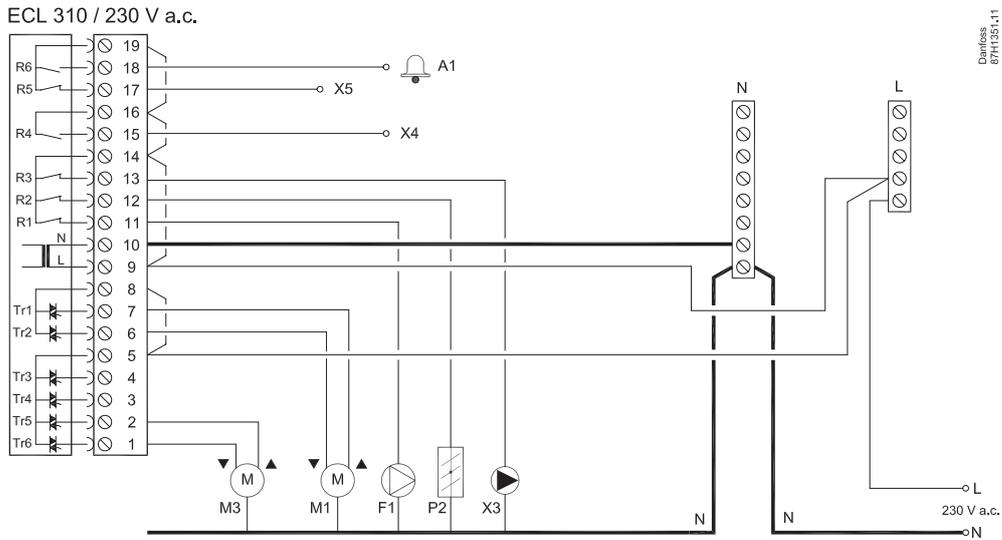 ECL 310 / 230 V a.c.
Danfoss
87H1351.11
19
R6 18 A1
R5 17 X5
16
R4 15 X4
14
R3 13
R2 12
R1 11
N 10
L 9
8
Tr1 7
Tr2 6
5
Tr3 4
Tr4 3
Tr5 2
Tr6 1
N
L
M
M
M3
M1
F1
P2
X3
N
N
L
230 V a.c.
N